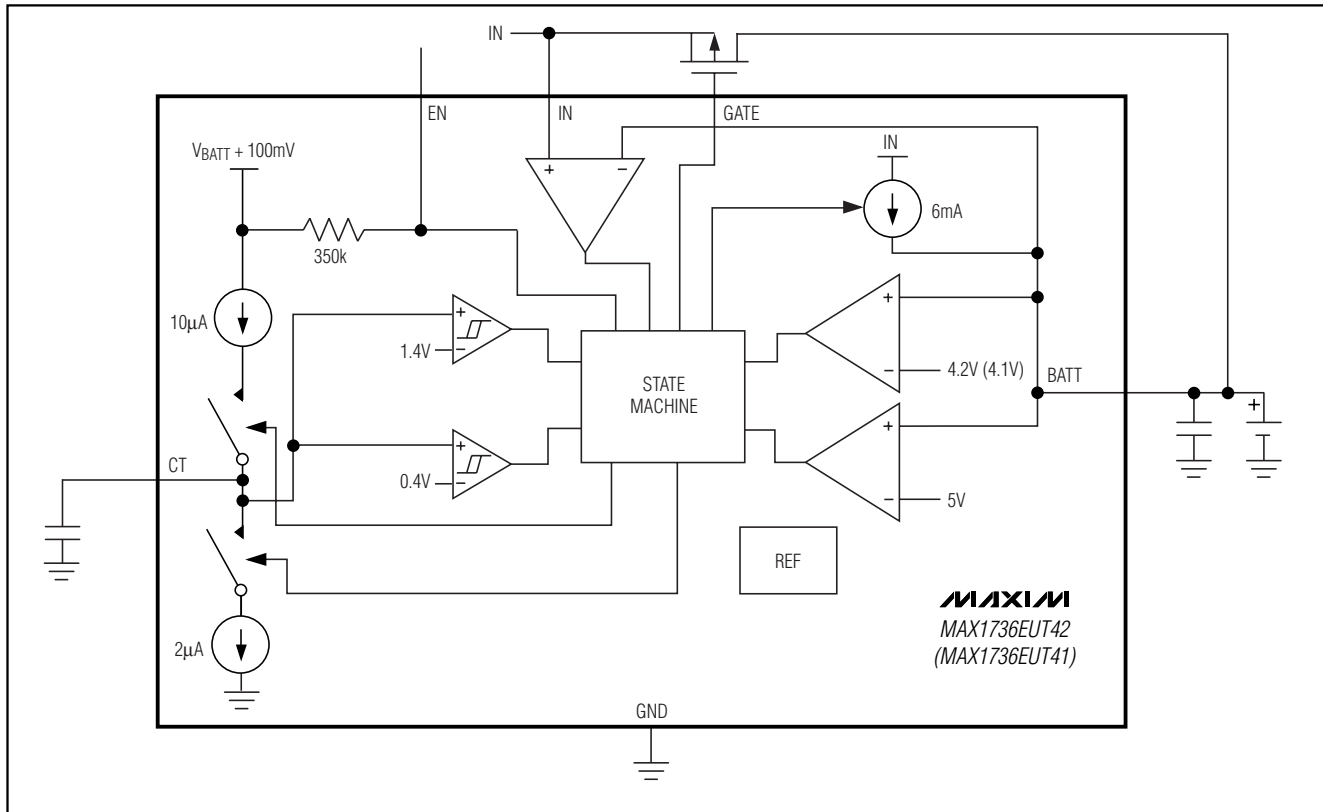 IN
EN
IN
GATE
VBATT + 100mV
IN
+
−
6mA
350k
10µA
+
1.4V
−
+
4.2V (4.1V)
−
BATT
+
STATE
MACHINE
CT
+
0.4V
−
+
5V
−
REF
MAXIM
MAX1736EUT42
(MAX1736EUT41)
2µA
GND